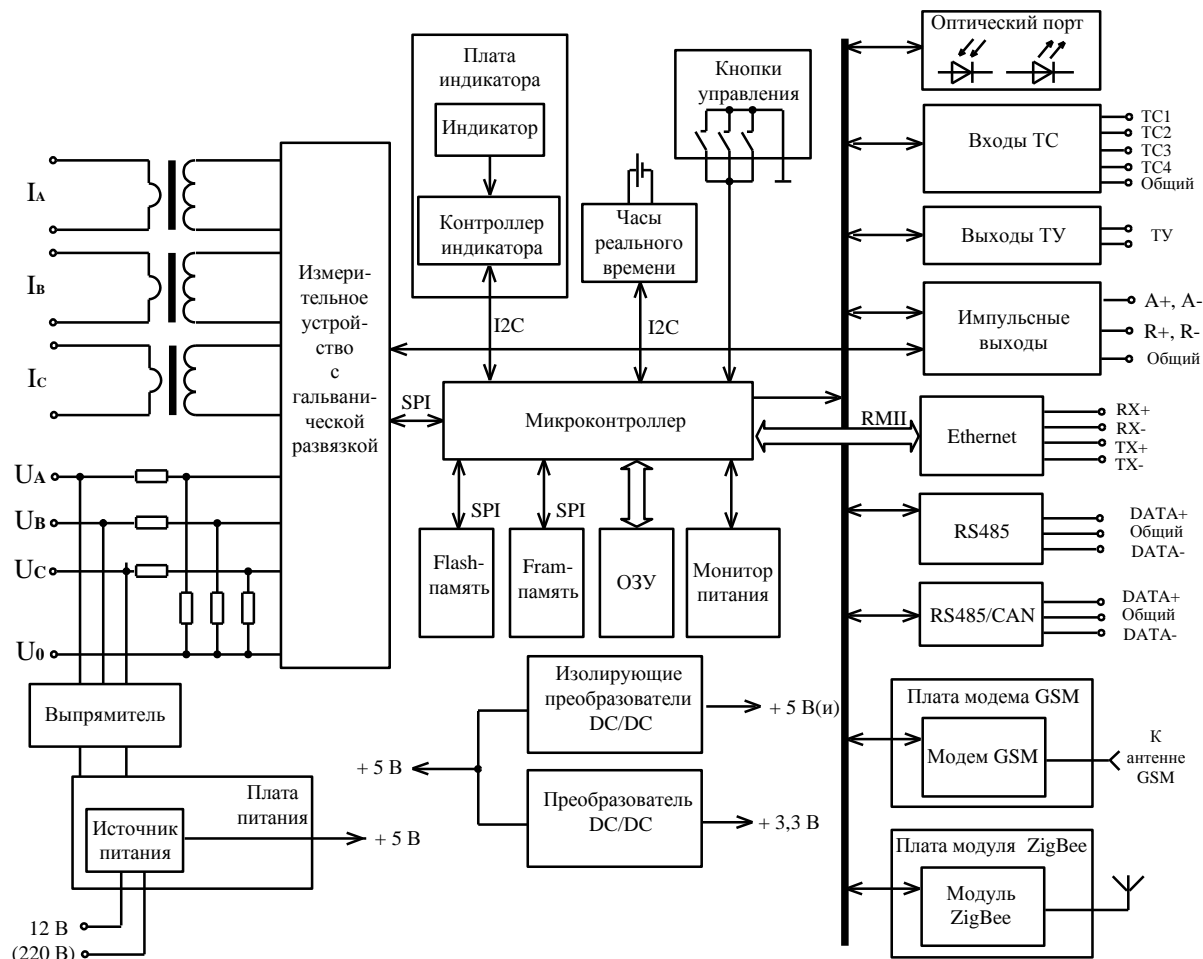 Оптический порт
Плата
индикатора
Индикатор
Контроллер
индикатора
I2C
Кнопки
управления
Часы
реального
времени
I2C
Входы ТС
ТС1
ТС2
ТС3
ТС4
Общий
Выходы ТУ
ТУ
Импульсные
выходы
A+, A-
R+, R-
Общий
IA
IB
IC
Измери-
тельное
устрой-
ство
с
гальвани-
ческой
развязкой
SPI
Микроконтроллер
RMII
Ethernet
RX+
RX-
TX+
TX-
UA
UB
UC
U0
SPI
SPI
Flash-
память
Fram-
память
ОЗУ
Монитор
питания
RS485
DATA+
Общий
DATA-
RS485/CAN
DATA+
Общий
DATA-
Выпрямитель
Изолирующие
преобразователи
DC/DC
+ 5 В(и)
+ 5 В
Преобразователь
DC/DC
+ 3,3 В
Плата модема GSM
Модем GSM
К
антенне
GSM
Плата
питания
Источник
питания
+ 5 В
12 В
(220 В)
Плата модуля ZigBee
Модуль
ZigBee